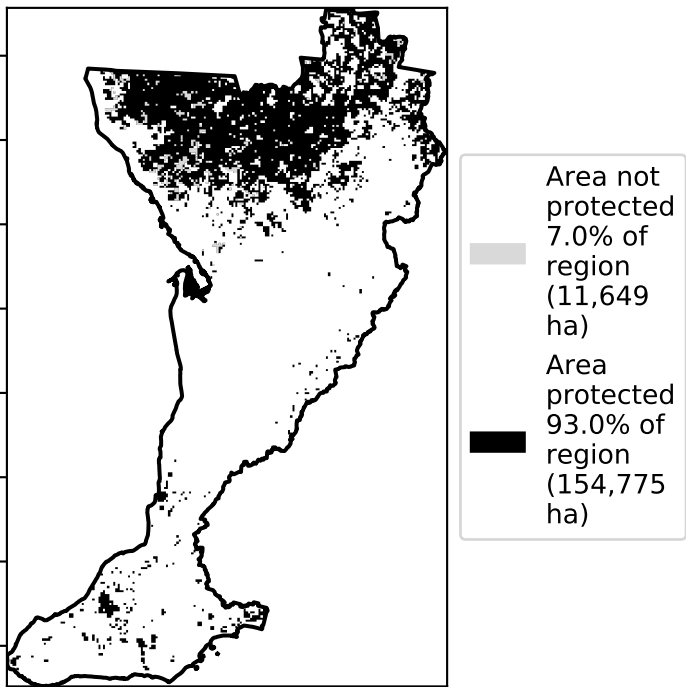 Area not
protected
7.0% of
region
(11,649
ha)
Area
protected
93.0% of
region
(154,775
ha)